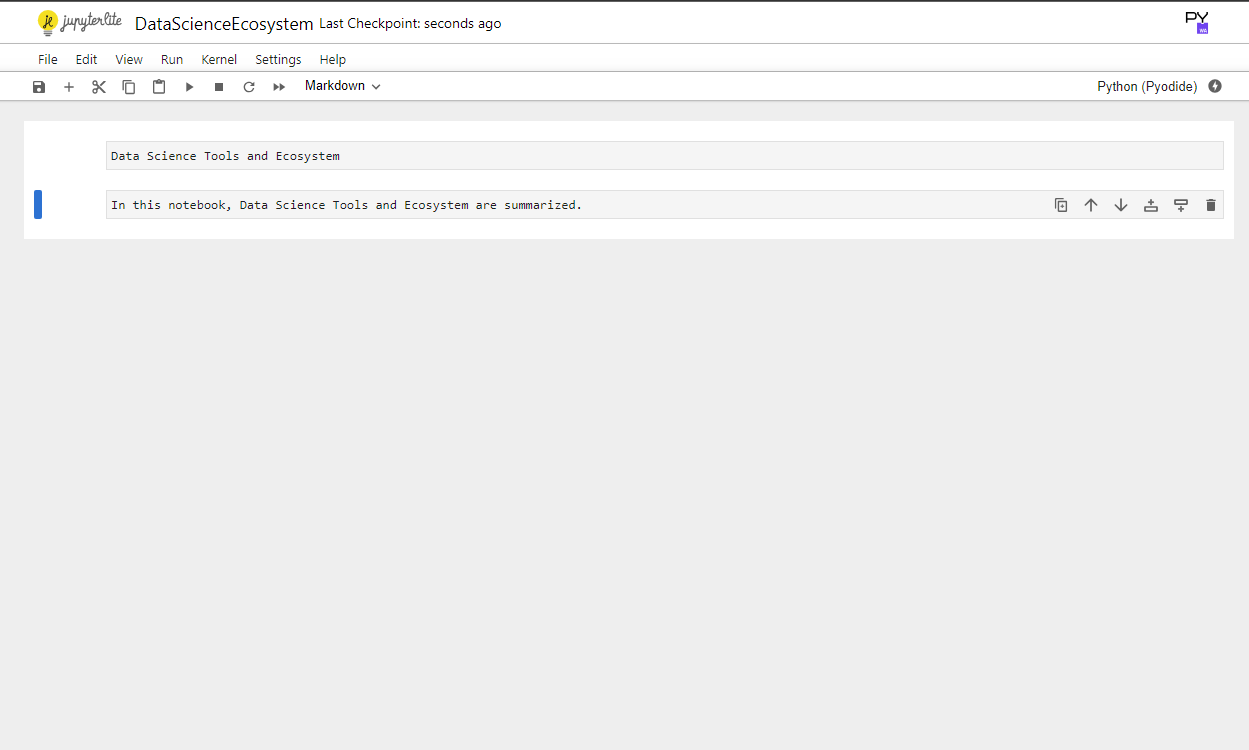 jupyterlite DataScienceEcosystem Last Checkpoint: seconds ago
PY
File Edit View Run Kernel Settings Help
Markdown Python (Pyodide)
Data Science Tools and Ecosystem
In this notebook, Data Science Tools and Ecosystem are summarized.